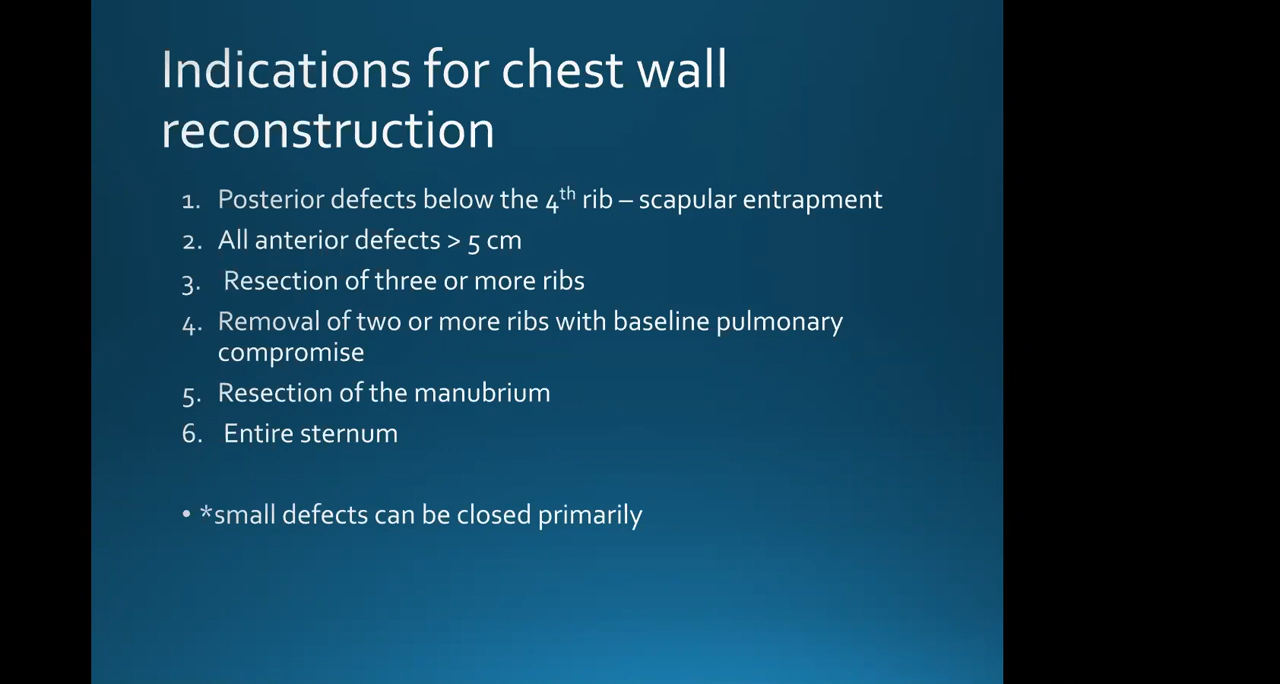 Indications for chest wall
reconstruction
1. Posterior defects below the 4th rib – scapular entrapment
2. All anterior defects > 5 cm
3. Resection of three or more ribs
4. Removal of two or more ribs with baseline pulmonary
compromise
5. Resection of the manubrium
6. Entire sternum
• *small defects can be closed primarily